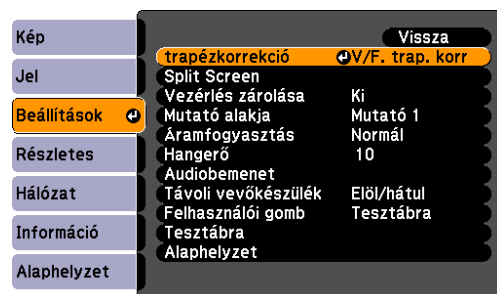 Kép
Jel
Beállítások
Részletes
Hálózat
Információ
Alaphelyzet
Vissza
trapézkorrekció V/F. trap. korr
Split Screen
Vezérlés zárolása Ki
Mutató alakja Mutató 1
Áramfogyasztás Normál
Hangerő 10
Audiobemenet
Távoli vevőkészülék Elöl/hátul
Felhasználói gomb Tesztábra
Tesztábra
Alaphelyzet